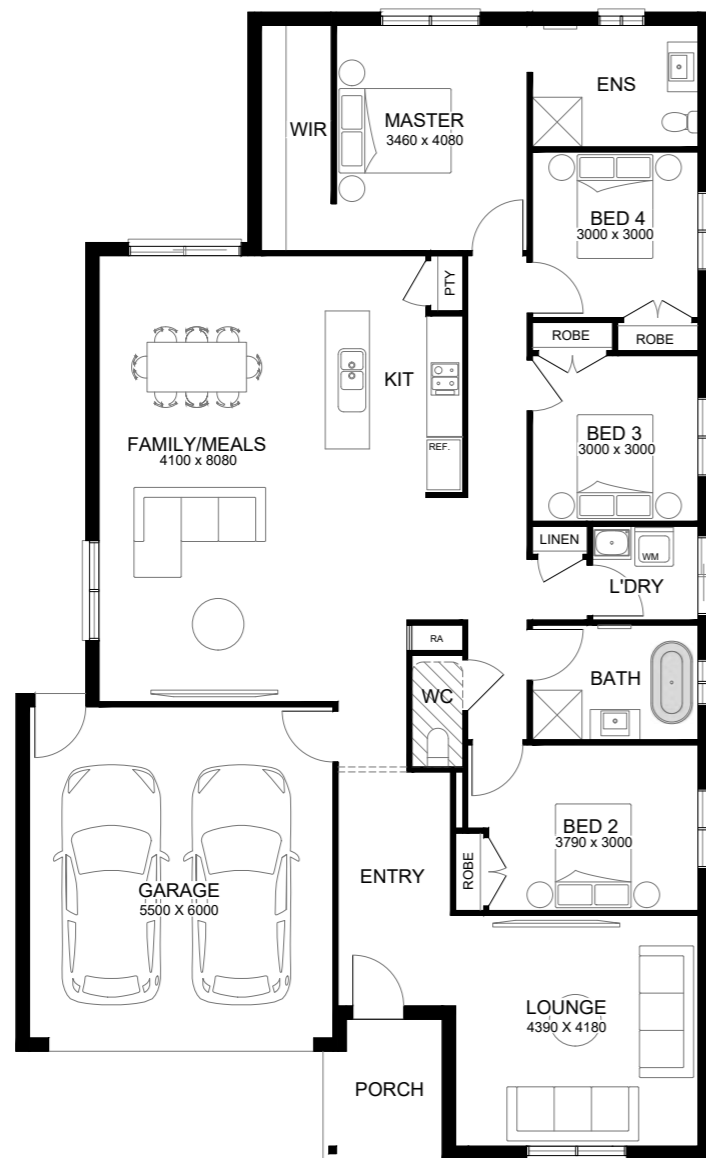 ENS
WIR
MASTER
3460 x 4080
BED 4
3000 x 3000
PTY
ROBE
ROBE
KIT
FAMILY/MEALS
4100 x 8080
BED 3
3000 x 3000
REF.
LINEN
WM
L'DRY
RA
WC
BATH
BED 2
3790 x 3000
ROBE
ENTRY
GARAGE
5500 X 6000
LOUNGE
4390 X 4180
PORCH